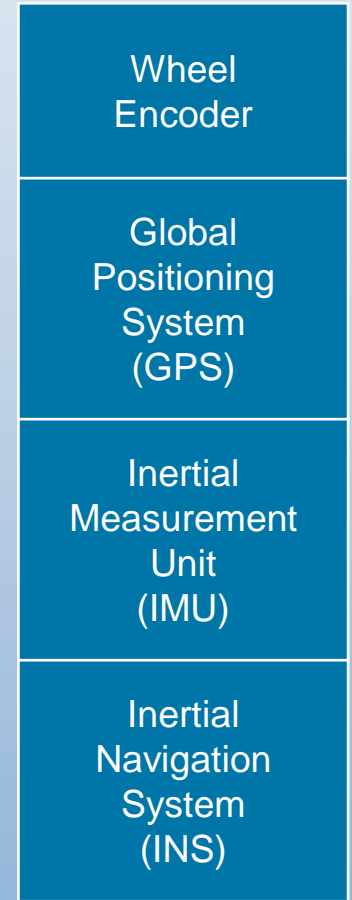 Wheel
Encoder
Global
Positioning
System
(GPS)
Inertial
Measurement
Unit
(IMU)
Inertial
Navigation
System
(INS)